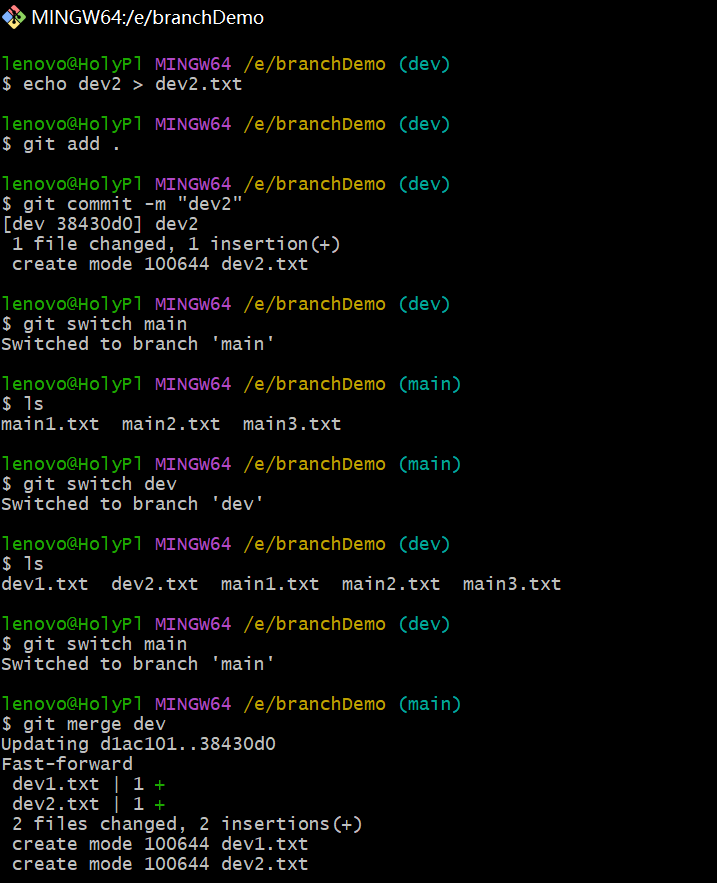 MINGW64:/e/branchDemo
lenovo@HolyPl MINGW64 /e/branchDemo (dev)
$ echo dev2 > dev2.txt
lenovo@HolyPl MINGW64 /e/branchDemo (dev)
$ git add .
lenovo@HolyPl MINGW64 /e/branchDemo (dev)
$ git commit -m "dev2"
[dev 38430d0] dev2
 1 file changed, 1 insertion(+)
 create mode 100644 dev2.txt
lenovo@HolyPl MINGW64 /e/branchDemo (dev)
$ git switch main
Switched to branch 'main'
lenovo@HolyPl MINGW64 /e/branchDemo (main)
$ ls
main1.txt  main2.txt  main3.txt
lenovo@HolyPl MINGW64 /e/branchDemo (main)
$ git switch dev
Switched to branch 'dev'
lenovo@HolyPl MINGW64 /e/branchDemo (dev)
$ ls
dev1.txt  dev2.txt  main1.txt  main2.txt  main3.txt
lenovo@HolyPl MINGW64 /e/branchDemo (dev)
$ git switch main
Switched to branch 'main'
lenovo@HolyPl MINGW64 /e/branchDemo (main)
$ git merge dev
Updating d1ac101..38430d0
Fast-forward
 dev1.txt | 1 +
 dev2.txt | 1 +
 2 files changed, 2 insertions(+)
 create mode 100644 dev1.txt
 create mode 100644 dev2.txt